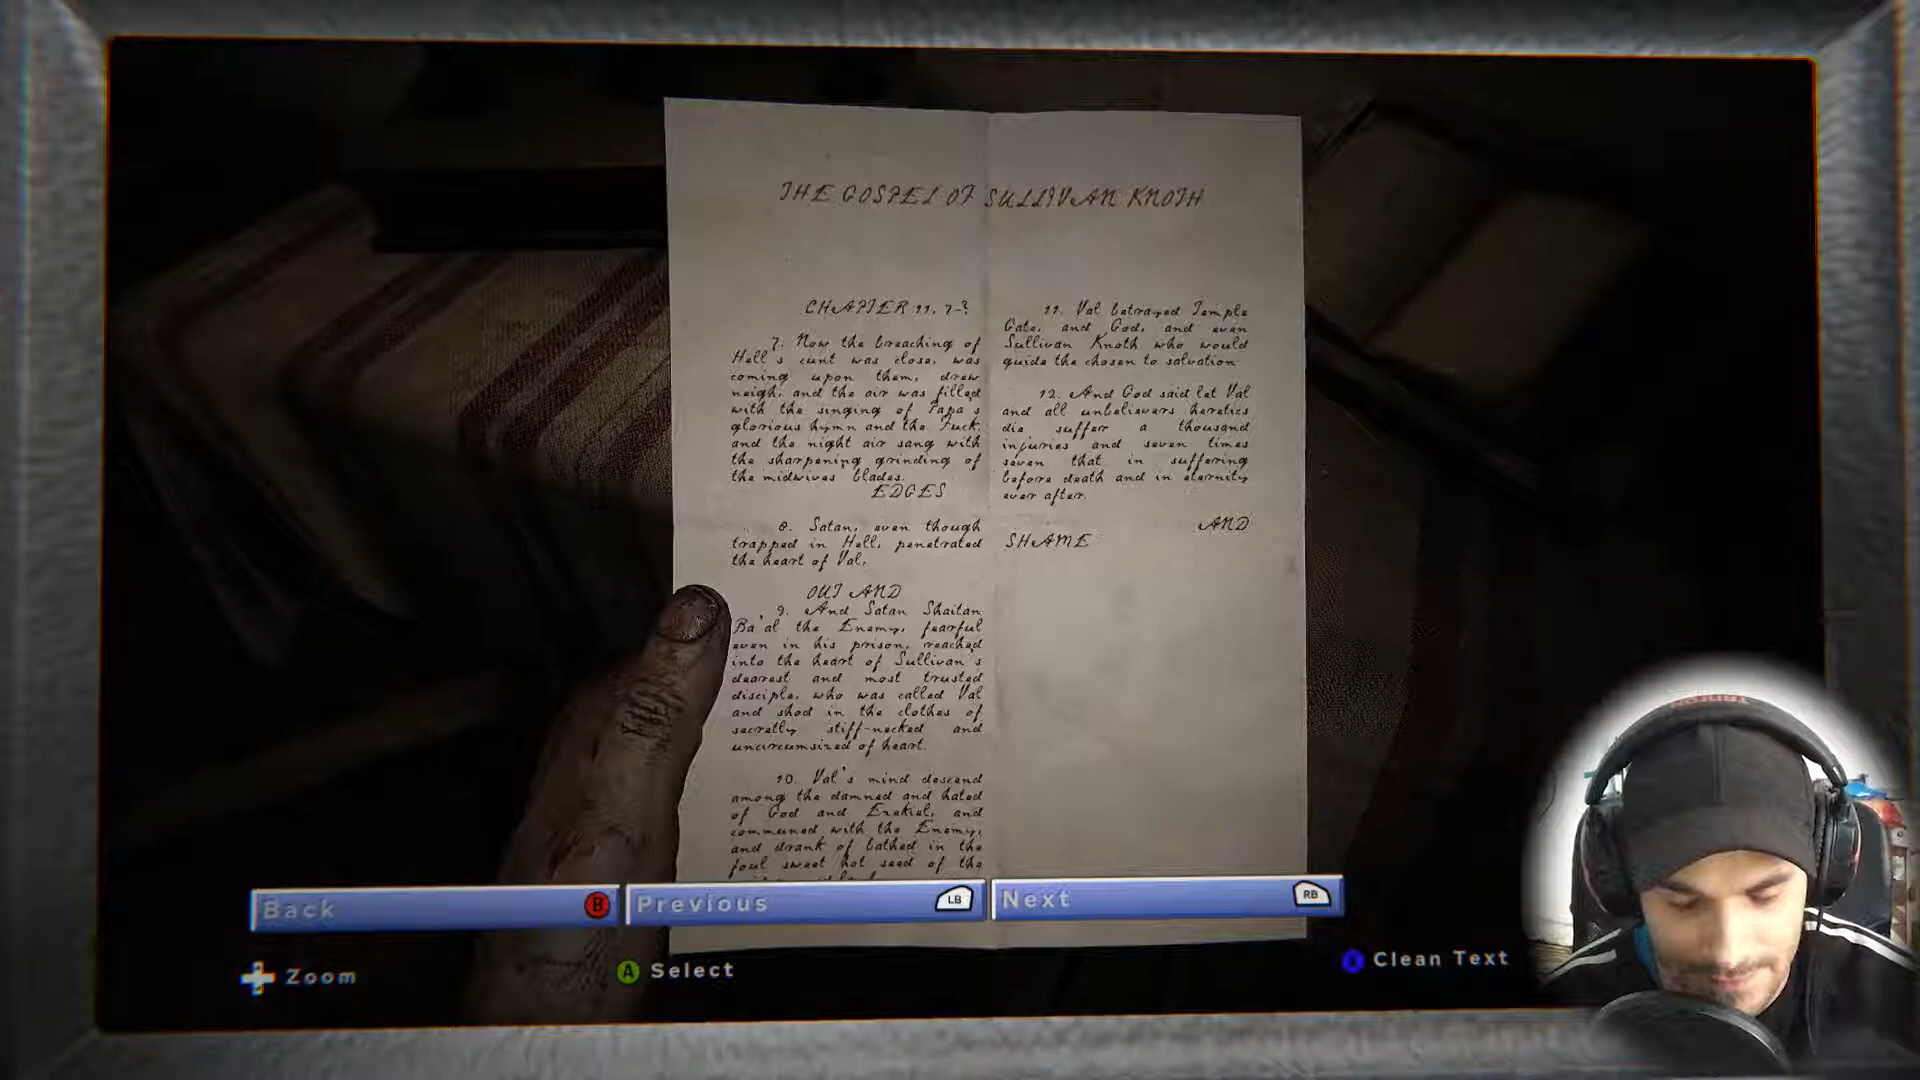 THE GOSPEL OF SULLIVAN KNOTH
CHAPTER 11, 7-?
7. Now the breaching of
Hell's cunt was close, was
coming upon them, drew
neigh, and the air was filled
with the singing of Papa's
glorious hymn and the Fuck.
and the night air sang with
the sharpening grinding of
the midwives blades.
EDGES
8. Satan, even though
trapped in Hell, penetrated
the heart of Val,
OUT AND
9. And Satan Shaitan
Ba'al the Enemy, fearful
even in his prison, reached
into the heart of Sullivan's
dearest and most trusted
disciple, who was called Val
and shod in the clothes of
secretly stiff-necked and
uncircumsized of heart.
10. Val's mind descend
among the damned and hated
of God and Ezekiel, and
communed with the Enemy,
and drank of bathed in the
foul sweet hot seed of the
11. Val betrayed Temple
Gate, and God, and even
Sullivan Knoth who would
guide the chosen to salvation
12. And God said let Val
and all unbelievers heretics
die suffer a thousand
injuries and seven times
seven that in suffering
before death and in eternity
ever after.
AND
SHAME
Back B
Previous LB
Next RB
Zoom
A Select
X Clean Text